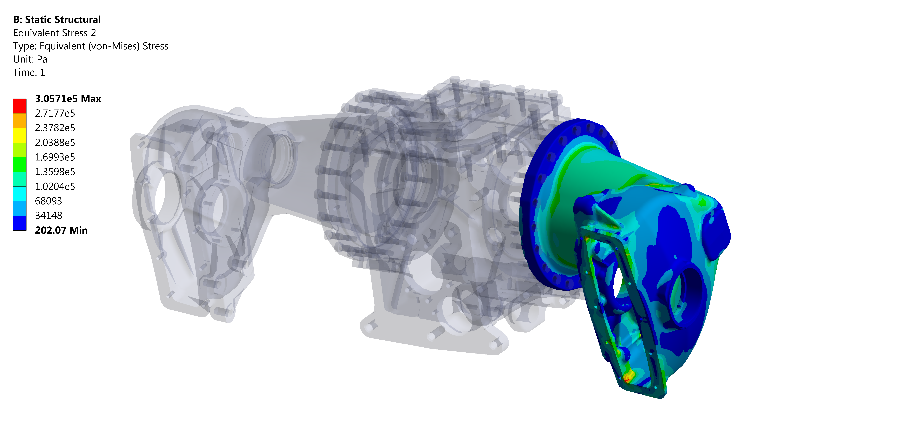 B: Static Structural
Equivalent Stress 2
Type: Equivalent (von-Mises) Stress
Unit: Pa
Time: 1
3.0571e5 Max
2.7177e5
2.3782e5
2.0388e5
1.6993e5
1.3598e5
1.0204e5
68093
34148
202.07 Min